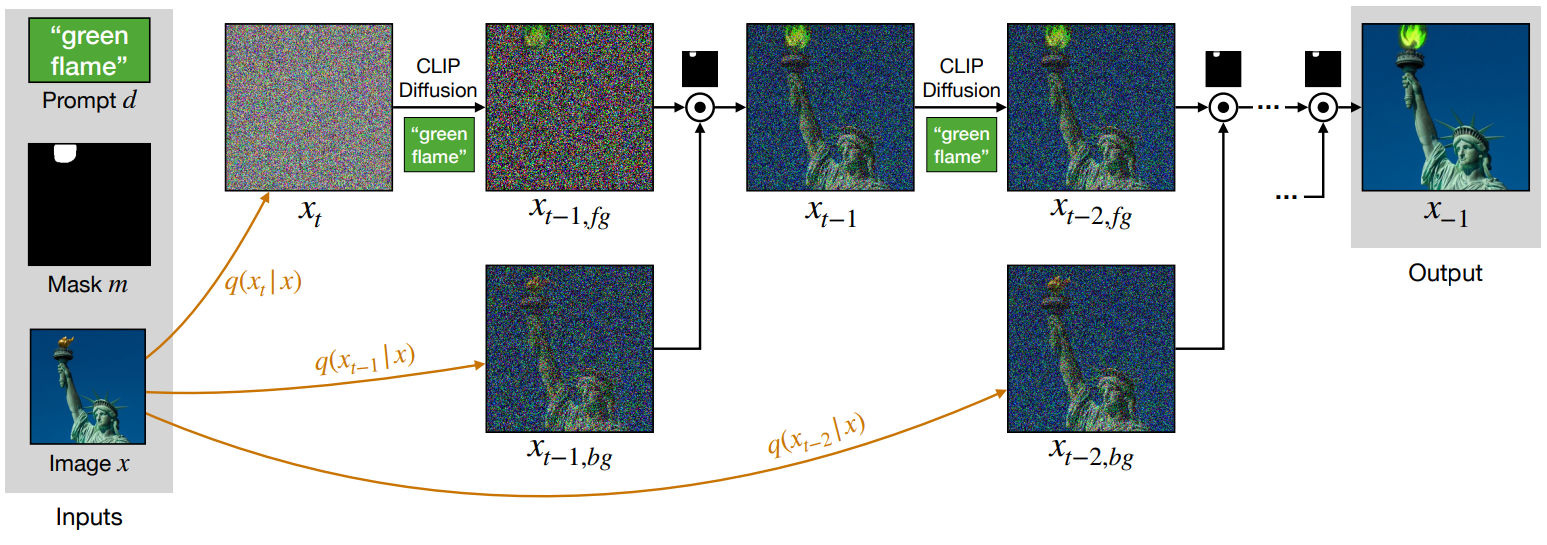 “green
flame”
Prompt d
Mask m
Image x
Inputs
x_t
CLIP
Diffusion
“green
flame”
x_{t−1,fg}
x_{t−1}
CLIP
Diffusion
“green
flame”
x_{t−2,fg}
...
...
x_{−1}
Output
q(x_t|x)
q(x_{t−1}|x)
x_{t−1,bg}
q(x_{t−2}|x)
x_{t−2,bg}